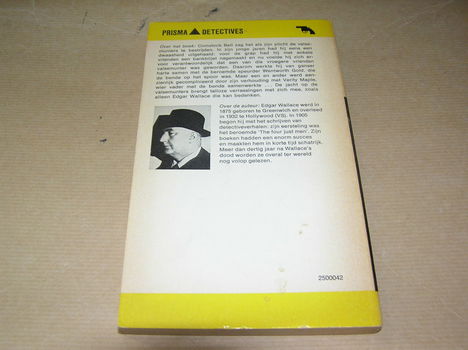 PRISMA DETECTIVES
Over het boek: Comstock Bell zag het als zijn plicht de valse-
munters te bestrijden. In zijn jonge jaren had hij eens een
dwaasheid uitgehaald: voor de grap had hij met enkele
vrienden een bankbiljet nagemaakt en nu voelde hij zich er-
voor verantwoordelijk dat een van die vroegere vrienden
valsemunter was geworden. Daarom werkte hij van ganser
harte samen met de beroemde speurder Wentworth Gold, die
de bende op het spoor was. Maar een en ander werd aan-
zienlijk gecompliceerd door zijn verhouding met Verity Maple,
wier vader met de bende samenwerkte ... De jacht op de
valsemunters brengt talloze verrassingen met zich mee, zoals
alleen Edgar Wallace die kan bedenken.
Over de auteur: Edgar Wallace werd in
1875 geboren te Greenwich en overleed
in 1932 te Hollywood (VS). In 1905
begon hij met het schrijven van
detectiveverhalen, zijn eersteling was
het beroemde 'The four just men'. Zijn
boeken hadden een enorm succes
en maakten hem in korte tijd schatrijk.
Meer dan dertig jaar na Wallace's
dood worden ze overal ter wereld
nog volop gelezen.
2500042